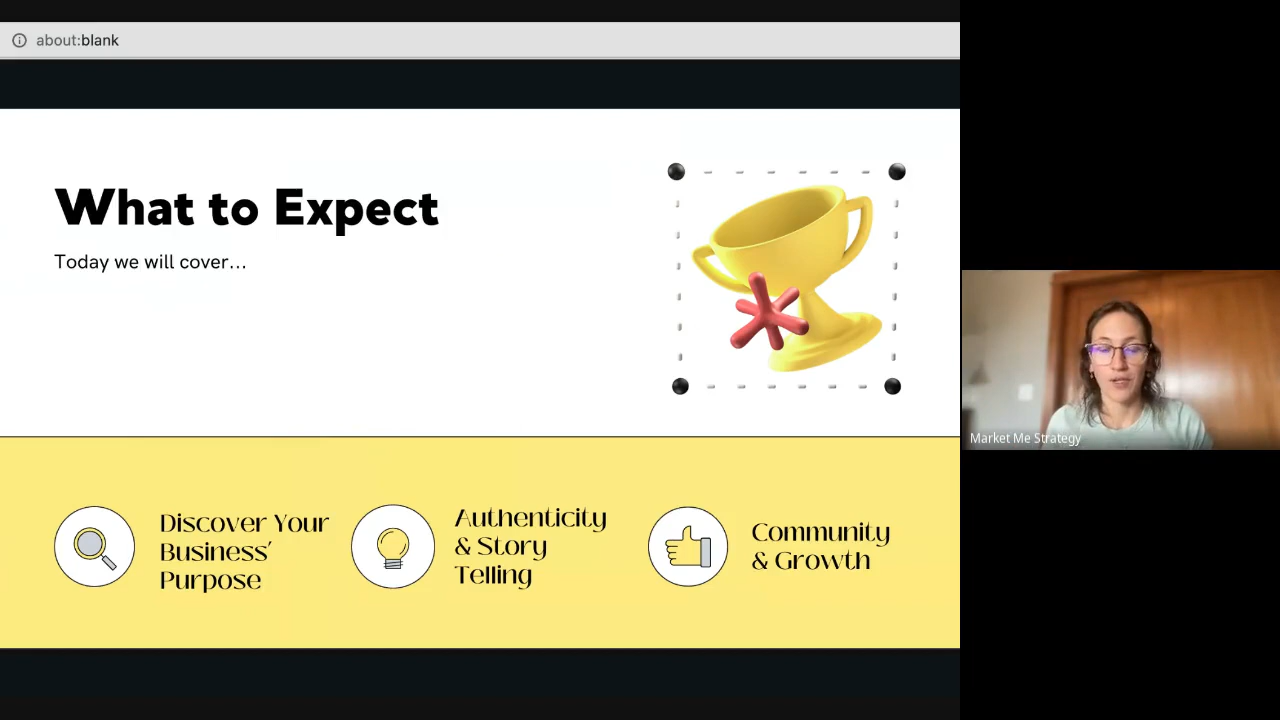 about:blank
What to Expect
Today we will cover...
Discover Your
Business'
Purpose
Authenticity
& Story
Telling
Community
& Growth
Market Me Strategy